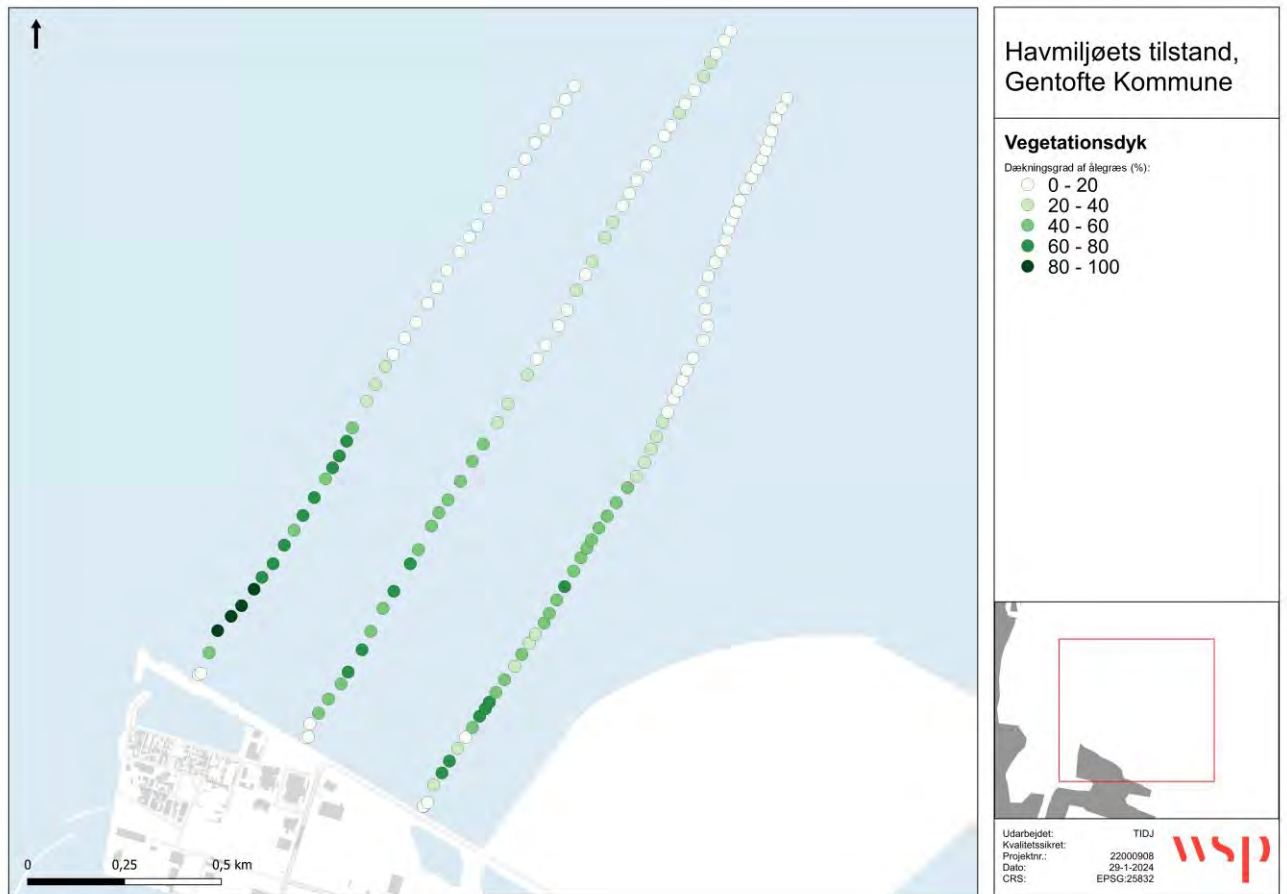 Havmiljøets tilstand,
Gentofte Kommune
Vegetationsdyk
Dækningsgrad af ålegræs (%):
0 - 20
20 - 40
40 - 60
60 - 80
80 - 100
0 0,25 0,5 km
Udarbejdet: TIDJ
Kvalitetssikret:
Projektnr.: 22000908
Dato: 29-1-2024
CRS: EPSG:25832
wsp